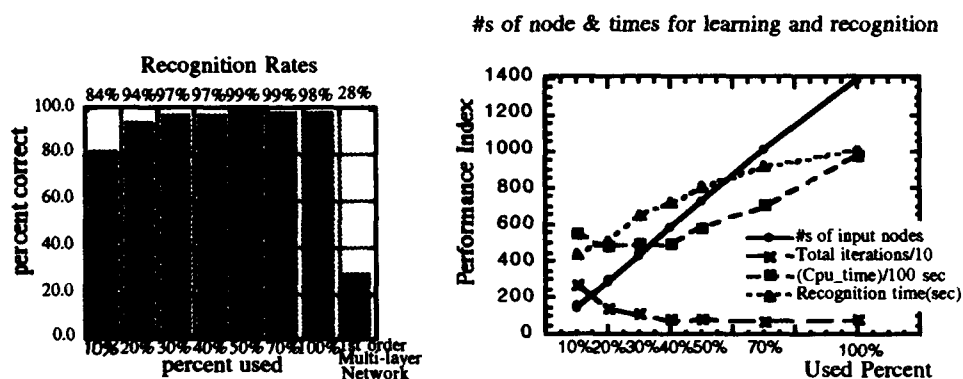 #s of node & times for learning and recognition
Recognition Rates
84% 94% 97% 97% 99% 99% 98% 28%
100.0
80.0
60.0
40.0
20.0
0.0
percent correct
10% 20% 30% 40% 50% 70% 100% 1st order
Multi-layer
Network
percent used
1400
1200
1000
800
600
400
200
0
Performance Index
#s of input nodes
Total iterations/10
(Cpu_time)/100 sec
Recognition time(sec)
10% 20% 30% 40% 50% 70% 100%
Used Percent